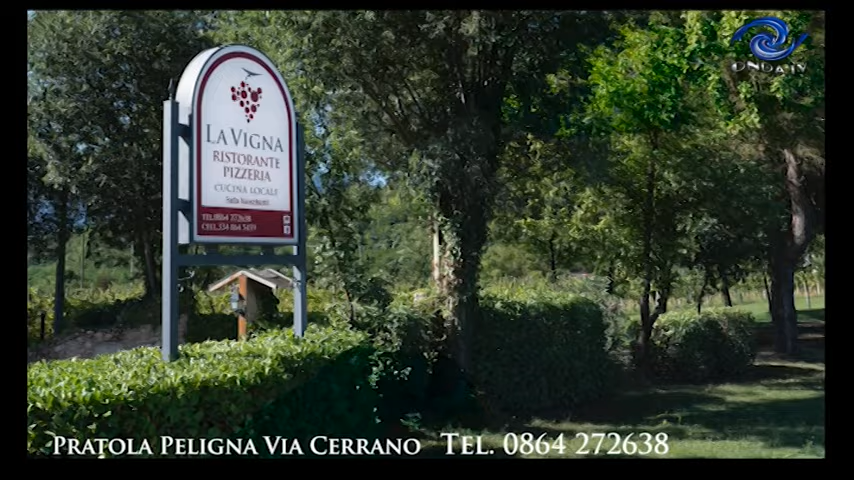 ONDA TV
LA VIGNA
RISTORANTE
PIZZERIA
CUCINA LOCALE
TEL. 0864 272638
PRATOLA PELIGNA VIA CERRANO TEL. 0864 272638